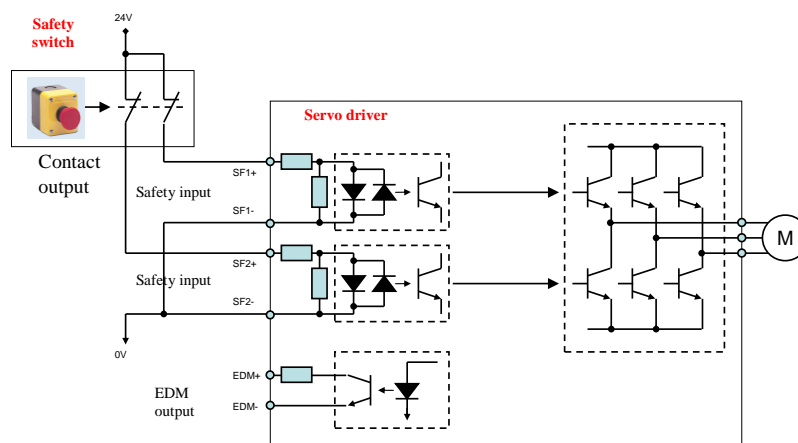 24V
Safety
switch
Servo driver
Contact
output
SF1+
Safety input
SF1-
M
SF2+
Safety input
SF2-
0V
EDM+
EDM
output
EDM-